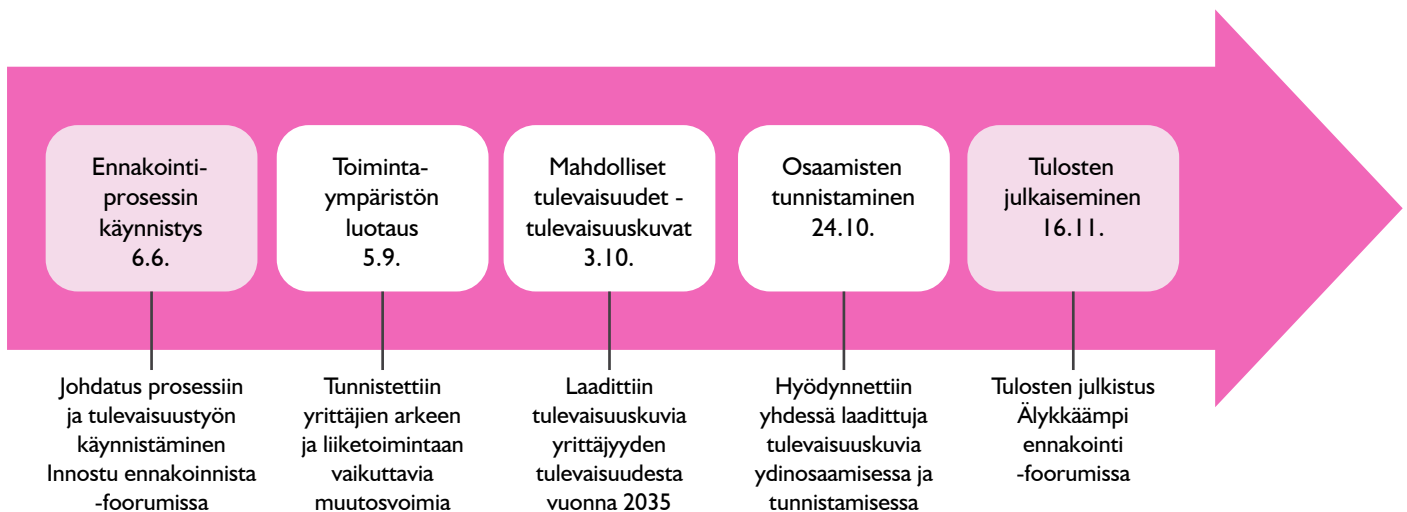 Ennakointi-
prosessin
käynnistys
6.6.
Toiminta-
ympäristön
luotaus
5.9.
Mahdolliset
tulevaisuudet -
tulevaisuuskuvat
3.10.
Osaamisten
tunnistaminen
24.10.
Tulosten
julkaiseminen
16.11.
Johdatus prosessiin
ja tulevaisuustyön
käynnistäminen
Innostu ennakoinnista
-foorumissa
Tunnistettiin
yrittäjien arkeen
ja liiketoimintaan
vaikuttavia
muutosvoimia
Laadittiin
tulevaisuuskuvia
yrittäjyyden
tulevaisuudesta
vuonna 2035
Hyödynnettiin
yhdessä laadittuja
tulevaisuuskuvia
ydinosaamisessa ja
tunnistamisessa
Tulosten julkistus
Älykkäämpi
ennakointi
-foorumissa